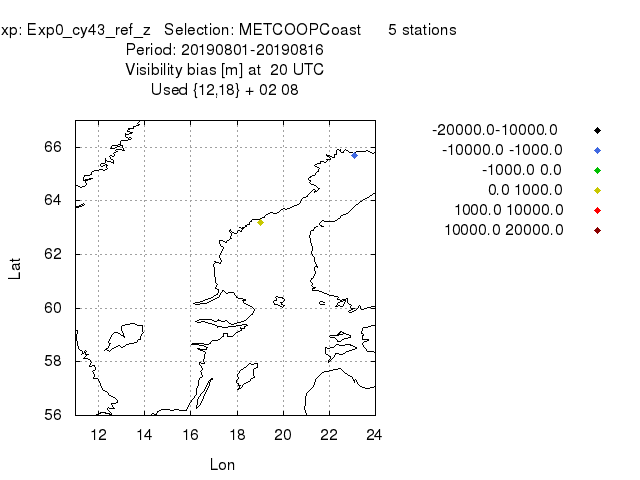 xp: Exp0_cy43_ref_z Selection: METCOOPCoast 5 stations
Period: 20190801-20190816
Visibility bias [m] at 20 UTC
Used {12,18} + 02 08
-20000.0-10000.0
-10000.0 -1000.0
-1000.0 0.0
0.0 1000.0
1000.0 10000.0
10000.0 20000.0
66
64
62
60
58
56
Lat
12 14 16 18 20 22 24
Lon